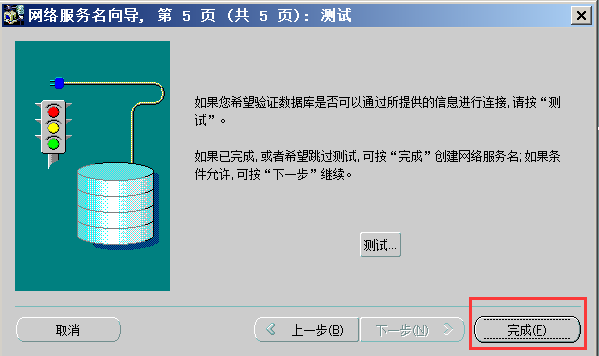 网络服务名向导, 第 5 页 (共 5 页): 测试
如果您希望验证数据库是否可以通过所提供的信息进行连接,请按“测
试”。
如果已完成,或者希望跳过测试,可按“完成”创建网络服务名;如果条
件允许,可按“下一步”继续。
测试...
取消
上一步(B)
下一步(N)
完成(F)